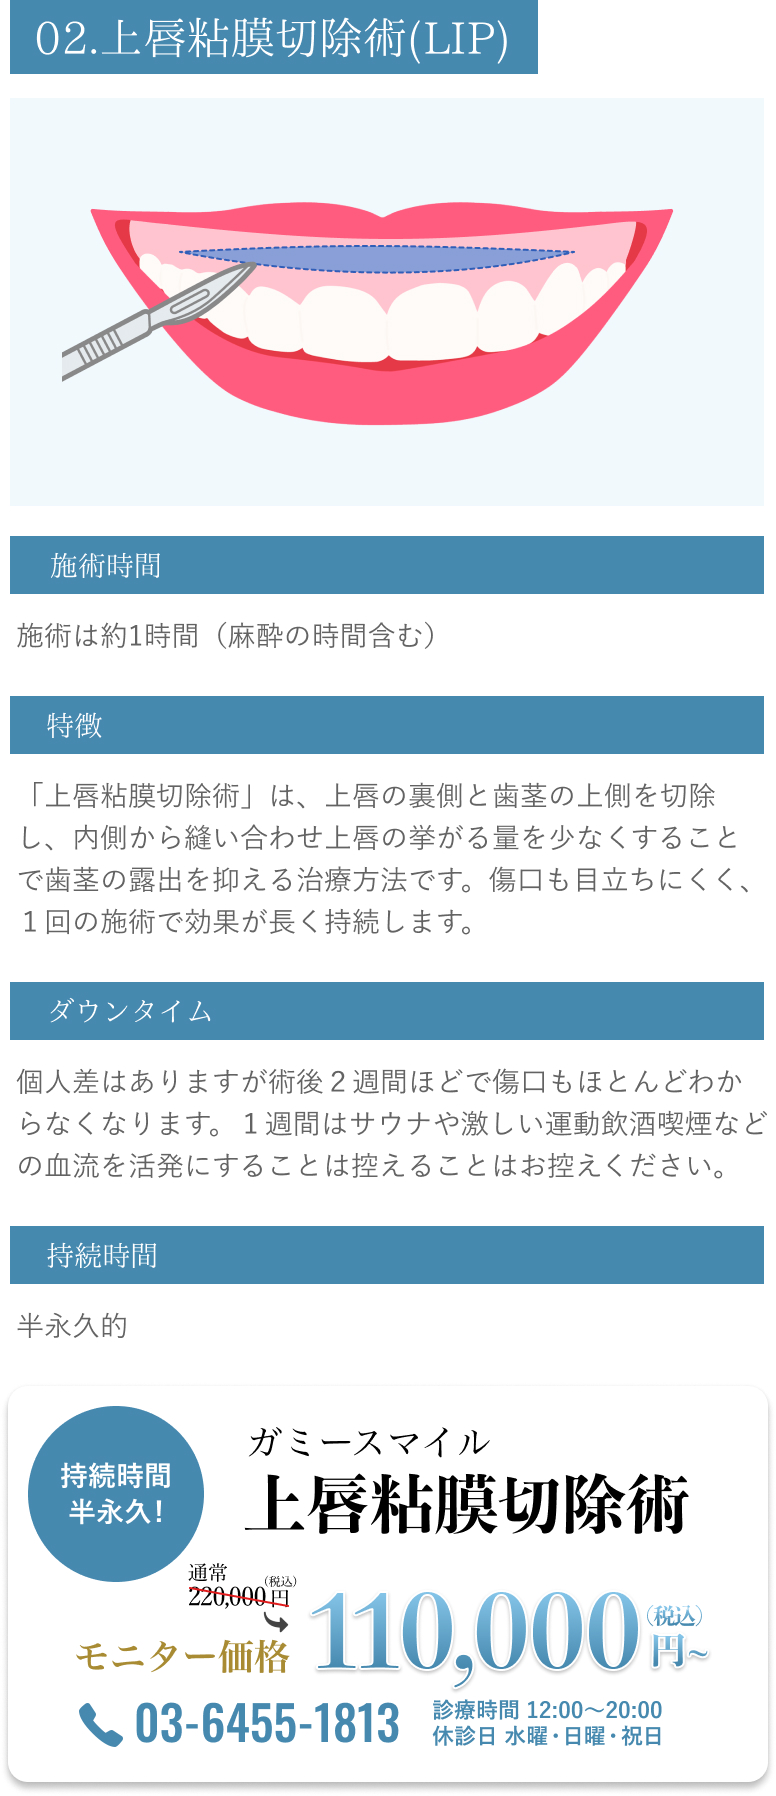 02.上唇粘膜切除術(LIP)
施術時間
施術は約1時間（麻酔の時間含む）
特徴
「上唇粘膜切除術」は、上唇の裏側と歯茎の上側を切除
し、内側から縫い合わせ上唇の挙がる量を少なくすること
で歯茎の露出を抑える治療方法です。傷口も目立ちにくく、
１回の施術で効果が長く持続します。
ダウンタイム
個人差はありますが術後２週間ほどで傷口もほとんどわか
らなくなります。１週間はサウナや激しい運動飲酒喫煙など
の血流を活発にすることは控えることはお控えください。
持続時間
半永久的
持続時間
半永久!
ガミースマイル
上唇粘膜切除術
通常
220,000円(税込)
モニター価格
110,000円~(税込)
03-6455-1813
診療時間 12:00〜20:00
休診日 水曜・日曜・祝日